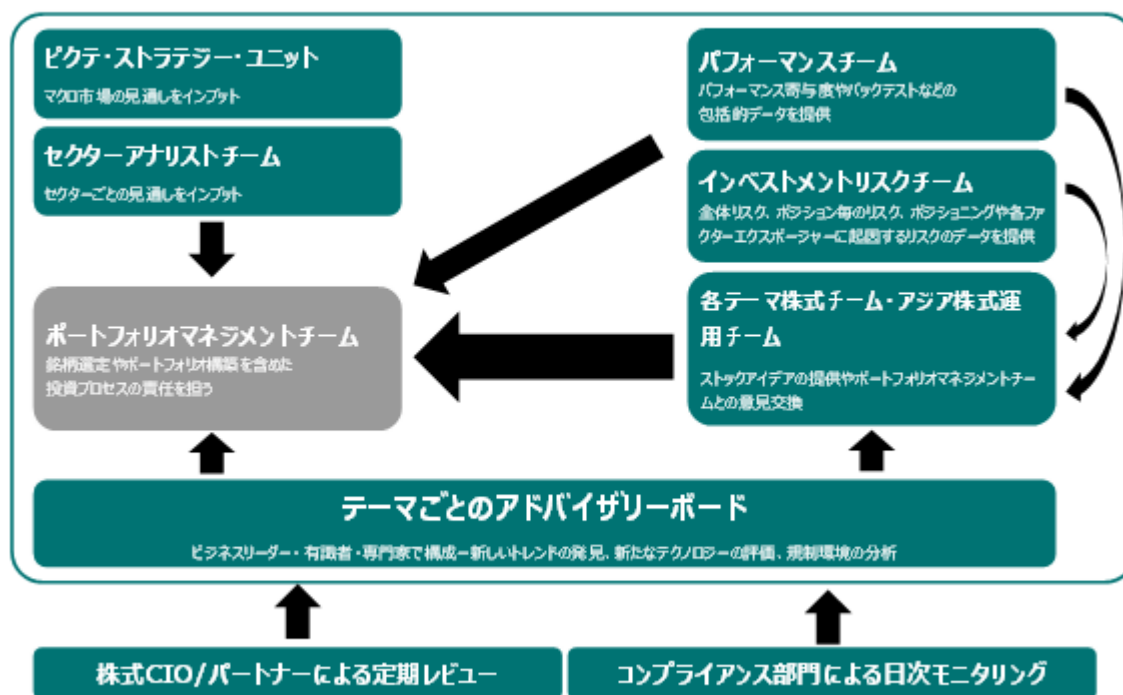 ピクテ・ストラテジー・ユニット
マクロ市場の見通しをインプット
セクターアナリストチーム
セクターごとの見通しをインプット
ポートフォリオマネジメントチーム
銘柄選定やポートフォリオ構築を含めた
投資プロセスの責任を担う
パフォーマンスチーム
パフォーマンス寄与度やバックテストなどの
包括的データを提供
インベストメントリスクチーム
全体リスク、ポジション毎のリスク、ポジショニングや各ファ
クターエクスポージャーに起因するリスクのデータを提供
各テーマ株式チーム・アジア株式運
用チーム
ストックアイデアの提供やポートフォリオマネジメントチー
ムとの意見交換
テーマごとのアドバイザリーボード
ビジネスリーダー・有識者・専門家で構成－新しいトレンドの発見、新たなテクノロジーの評価、規制環境の分析
株式CIO/パートナーによる定期レビュー
コンプライアンス部門による日次モニタリング